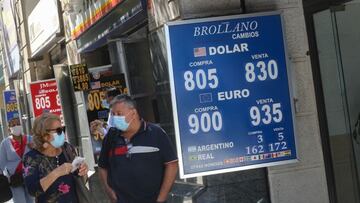 BROLLANO
CAMBIOS
DOLAR
COMPRA VENTA
805 830
EURO
COMPRA VENTA
900 935
ARGENTINO 3 5
REAL 162 172
805
805